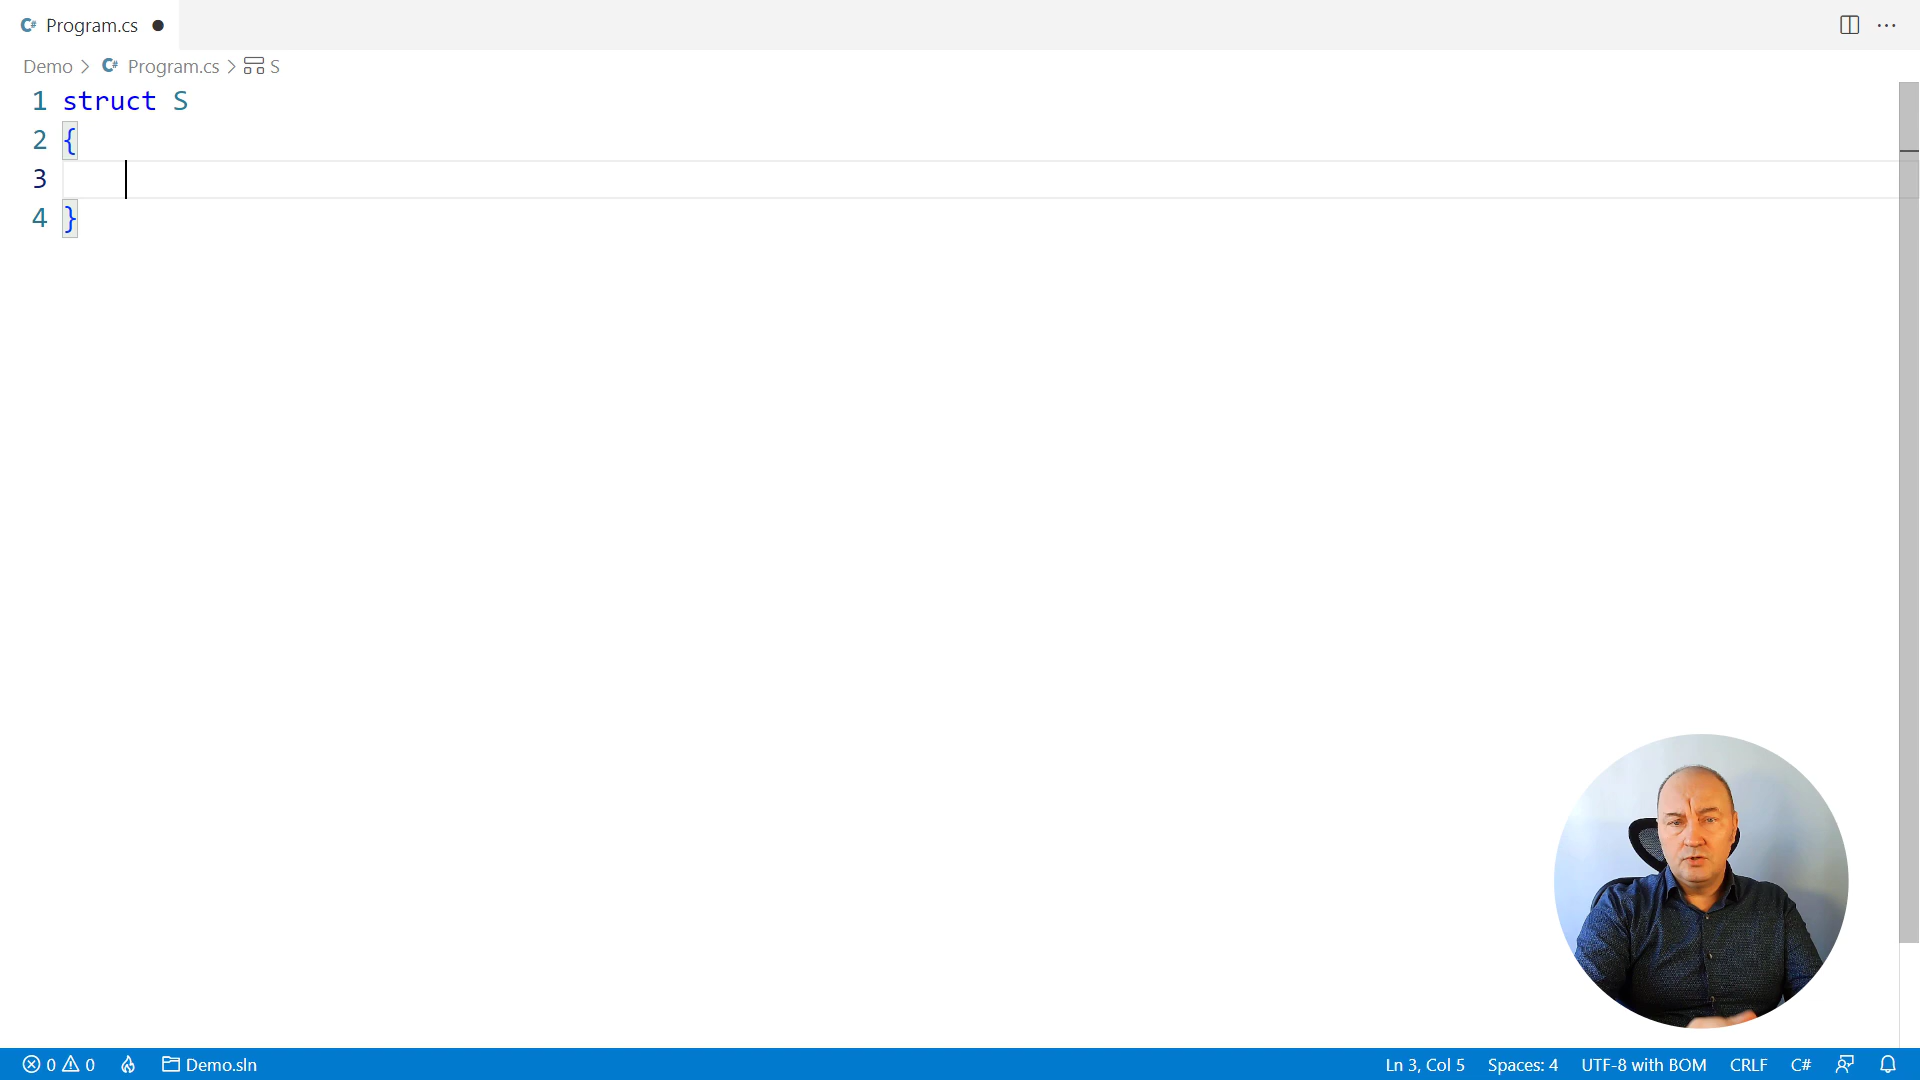 C# Program.cs
Demo > C# Program.cs > S
1 struct S
2 {
3
4 }
0 0 Demo.sln Ln 3, Col 5 Spaces: 4 UTF-8 with BOM CRLF C#